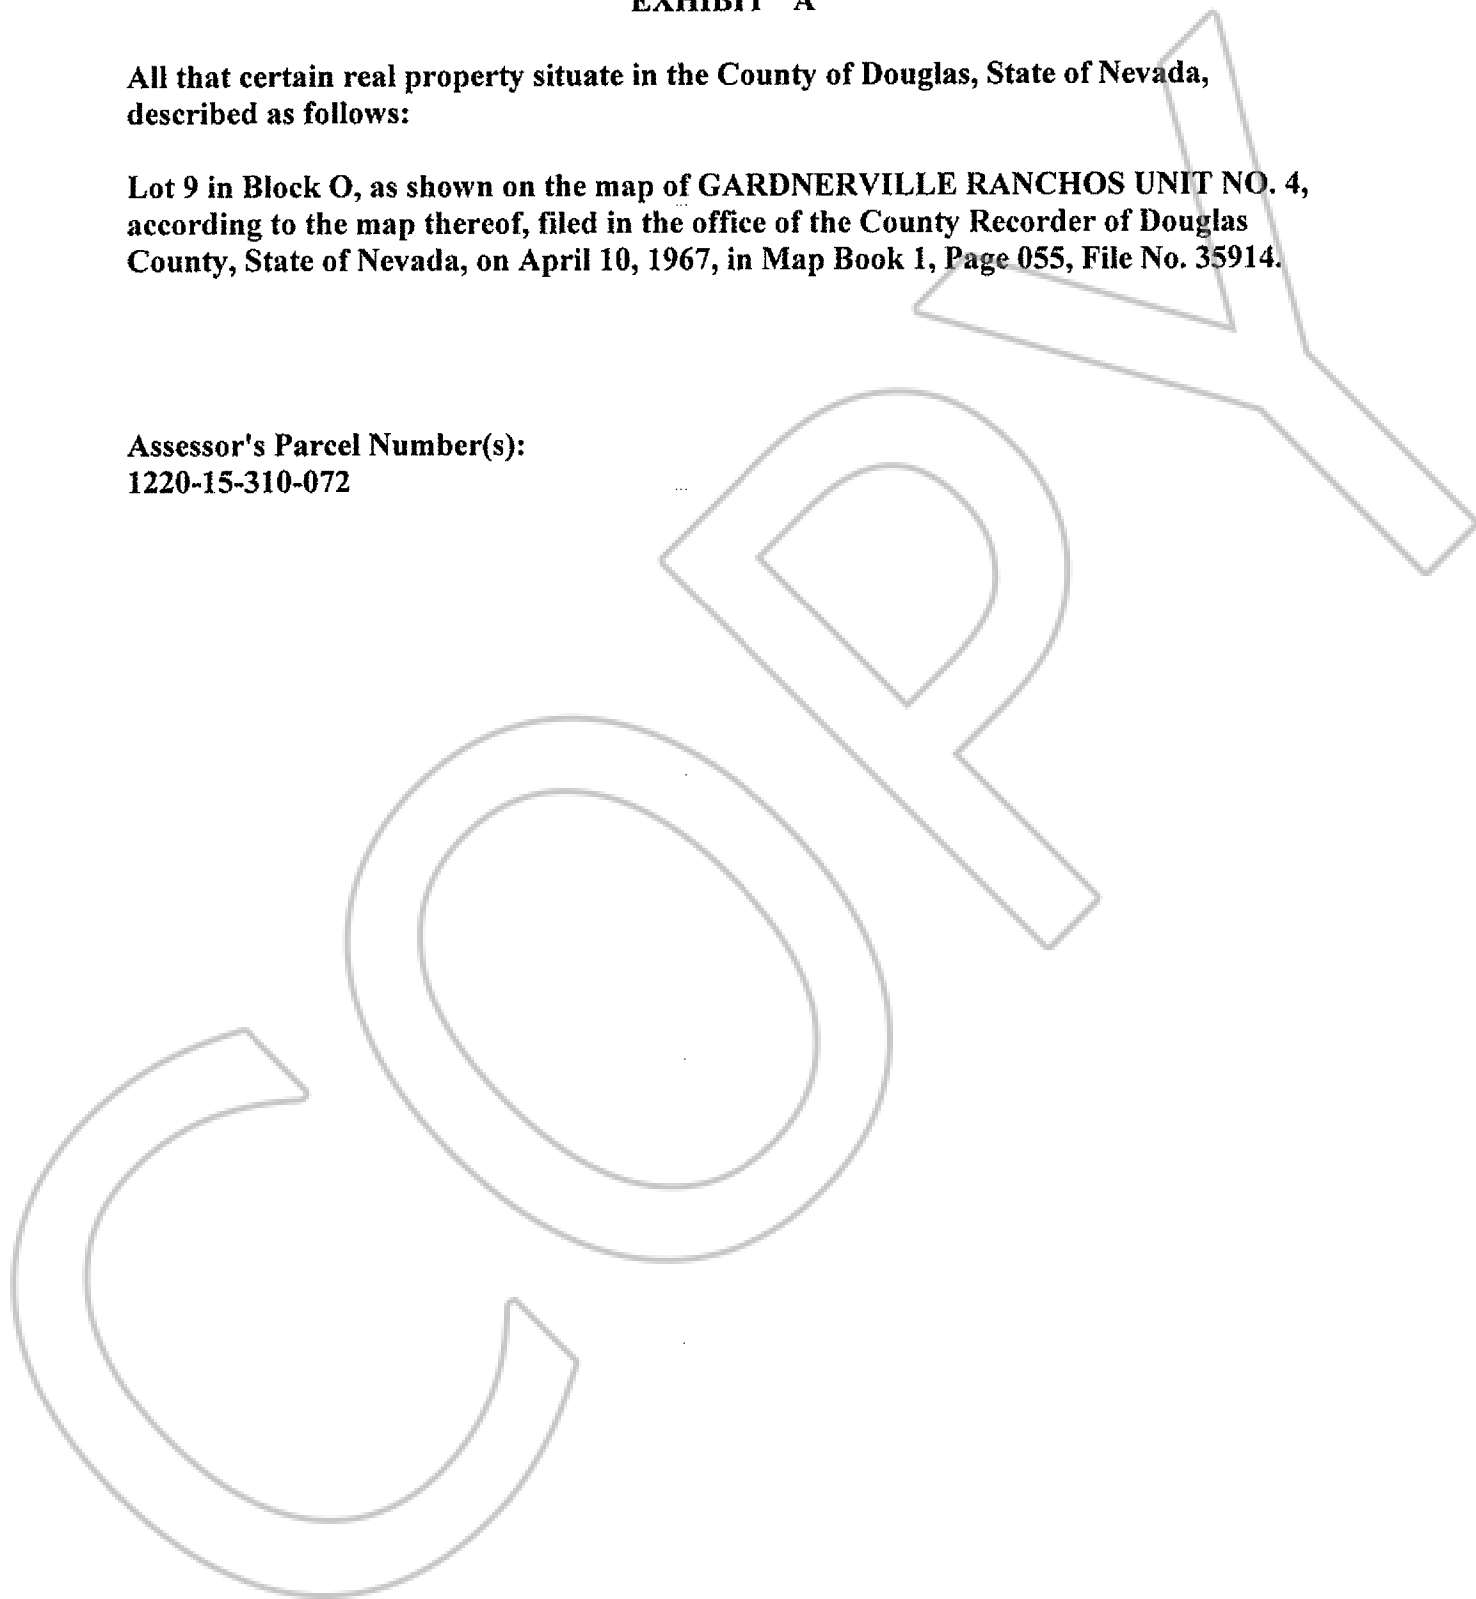 EXHIBIT "A"
All that certain real property situate in the County of Douglas, State of Nevada,
described as follows:
Lot 9 in Block O, as shown on the map of GARDNERVILLE RANCHOS UNIT NO. 4,
according to the map thereof, filed in the office of the County Recorder of Douglas
County, State of Nevada, on April 10, 1967, in Map Book 1, Page 055, File No. 35914.
Assessor's Parcel Number(s):
1220-15-310-072
COPY